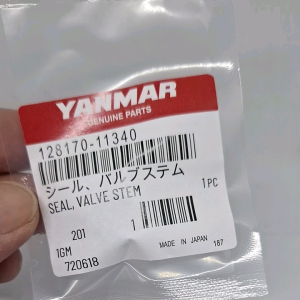 YANMAR
GENUINE PARTS
128170-11340
シール、バルブステム
SEAL, VALVE STEM 1PC
201 1
MADE IN JAPAN 187
1GM
720618